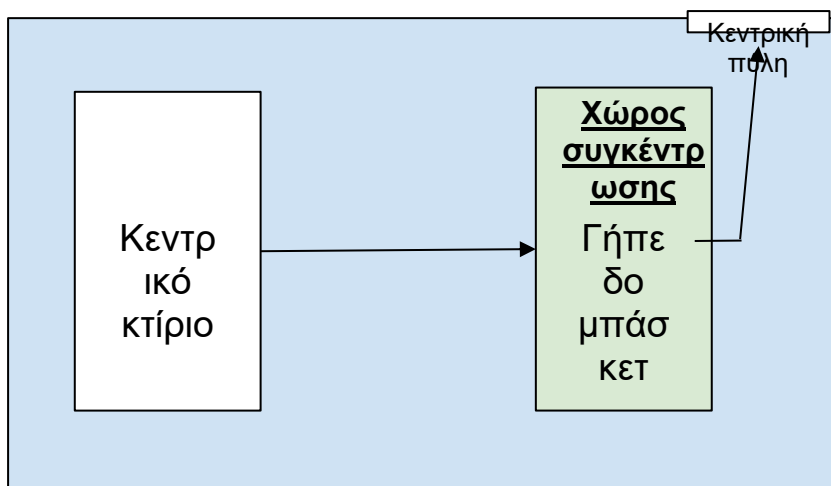 Κεντρική
πύλη
Χώρος
συγκέντρ
ωσης
Γήπε
δο
μπάσ
κετ
Κεντρ
ικό
κτίριο